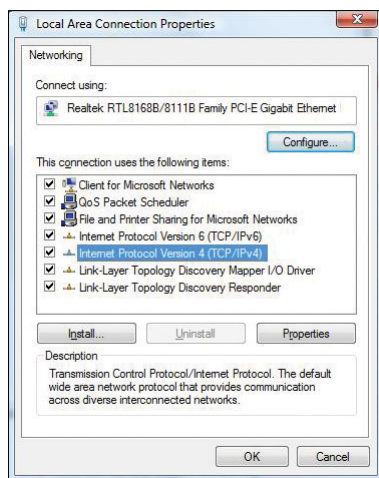 Local Area Connection Properties
Networking
Connect using:
Realtek RTL8168B/8111B Family PCI-E Gigabit Ethernet
Configure...
This connection uses the following items:
Client for Microsoft Networks
QoS Packet Scheduler
File and Printer Sharing for Microsoft Networks
Internet Protocol Version 6 (TCP/IPv6)
Internet Protocol Version 4 (TCP/IPv4)
Link-Layer Topology Discovery Mapper I/O Driver
Link-Layer Topology Discovery Responder
Install... Uninstall Properties
Description
Transmission Control Protocol/Internet Protocol. The default
wide area network protocol that provides communication
across diverse interconnected networks.
OK Cancel